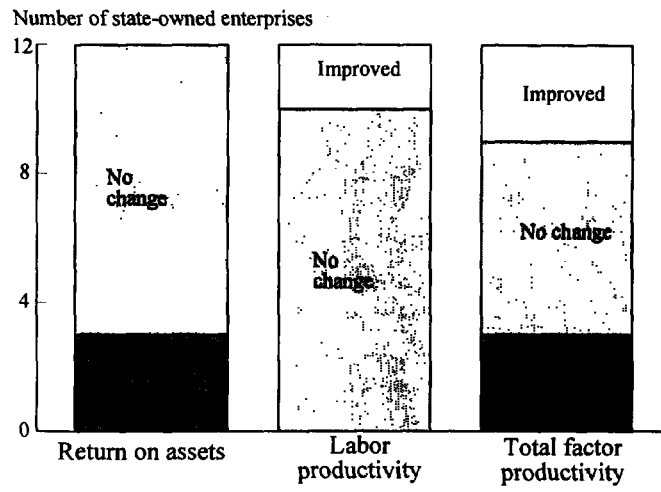 Number of state-owned enterprises
12
8
4
0
No
change
Improved
No
change
Improved
No change
Return on assets
Labor
productivity
Total factor
productivity